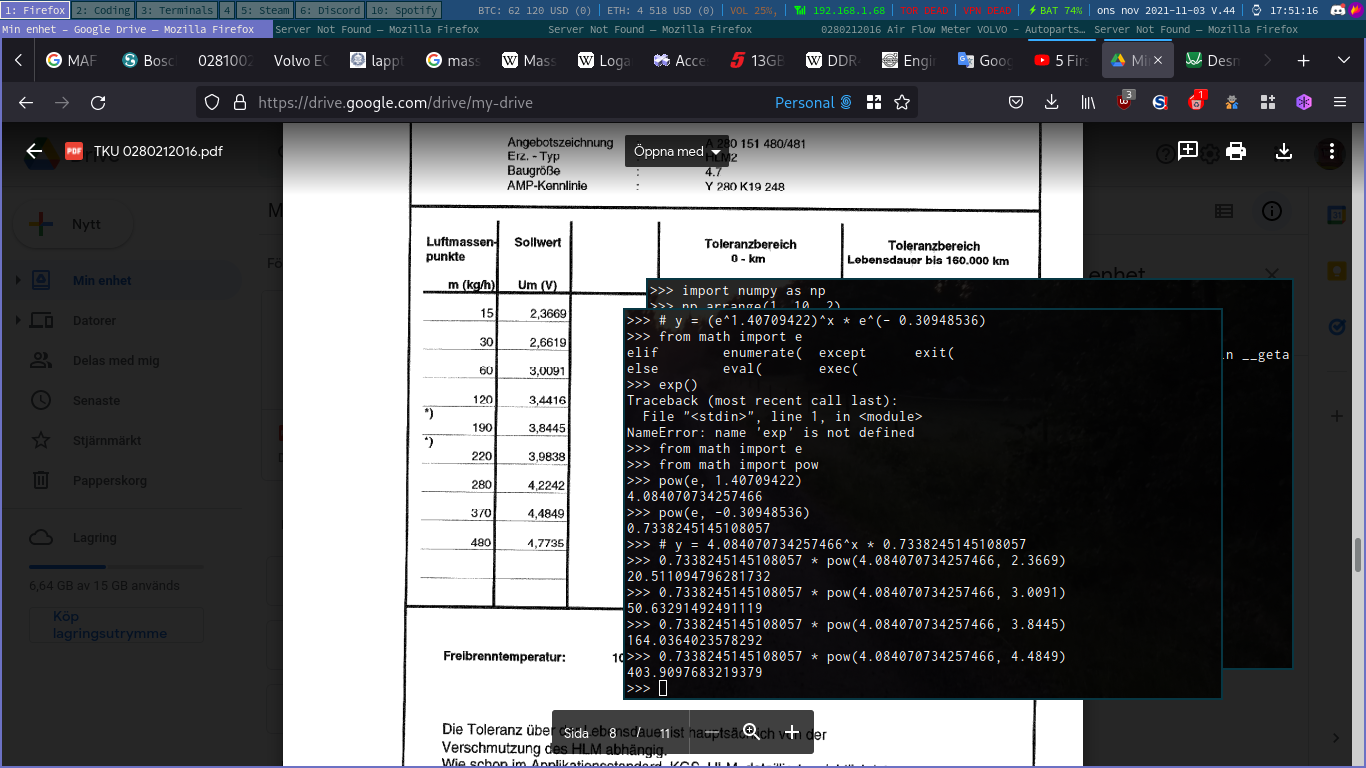 1: Firefox 2: Coding 3: Terminals 4 5: Steam 6: Discord 10: Spotify BTC: 62 120 USD (0) ETH: 4 518 USD (0) VOL 25%, 192.168.1.68 BAT 74% ons nov 2021-11-03 V.44 17:51:16
Min enhet – Google Drive — Mozilla Firefox Server Not Found — Mozilla Firefox Server Not Found — Mozilla Firefox 0280212016 Air Flow Meter VOLVO - Autoparts… Server Not Found — Mozilla Firefox
MAF Bosc 0281002 Volvo EC lappt mass Mass Loga Acce 13GB DDR- Engin Goog 5 Firs Mi Desm
https://drive.google.com/drive/my-drive Personal 3 1
TKU 0280212016.pdf Öppna med
Angebotszeichnung A 280 151 480/481
Erz. - Typ HLM2
Baugröße : 4.7
AMP-Kennlinie : Y 280 K19 248
Nytt
Min enhet
Datorer
Delas med mig
Senaste
Stjärnmärkt
Papperskorg
Lagring
6,64 GB av 15 GB används
Köp
lagringsutrymme
enhet
Luftmassen-
punkte
m (kg/h)
Sollwert
Um (V)
Toleranzbereich
0 - km
Toleranzbereich
Lebensdauer bis 160.000 km
15 2,3669
30 2,6619
60 3,0091
120 3,4416
*)
190 3,8445
*)
220 3,9838
280 4,2242
370 4,4849
480 4,7735
Freibrenntemperatur: 10
>>> import numpy as np
>>> np.arrange(1, 10, 2)
in __geta
>>> # y = (e^1.40709422)^x * e^(- 0.30948536)
>>> from math import e
elif enumerate( except exit(
else eval( exec(
>>> exp()
Traceback (most recent call last):
File "<stdin>", line 1, in <module>
NameError: name 'exp' is not defined
>>> from math import e
>>> from math import pow
>>> pow(e, 1.40709422)
4.084070734257466
>>> pow(e, -0.30948536)
0.7338245145108057
>>> # y = 4.084070734257466^x * 0.7338245145108057
>>> 0.7338245145108057 * pow(4.084070734257466, 2.3669)
20.511094796281732
>>> 0.7338245145108057 * pow(4.084070734257466, 3.0091)
50.63291492491119
>>> 0.7338245145108057 * pow(4.084070734257466, 3.8445)
164.0364023578292
>>> 0.7338245145108057 * pow(4.084070734257466, 4.4849)
403.9097683219379
>>>
Die Toleranz über der Lebensdauer ist hauptsächlich von der
Verschmutzung des HLM abhängig.
Wie schon im Applikationsstandard
Sida 8 / 11